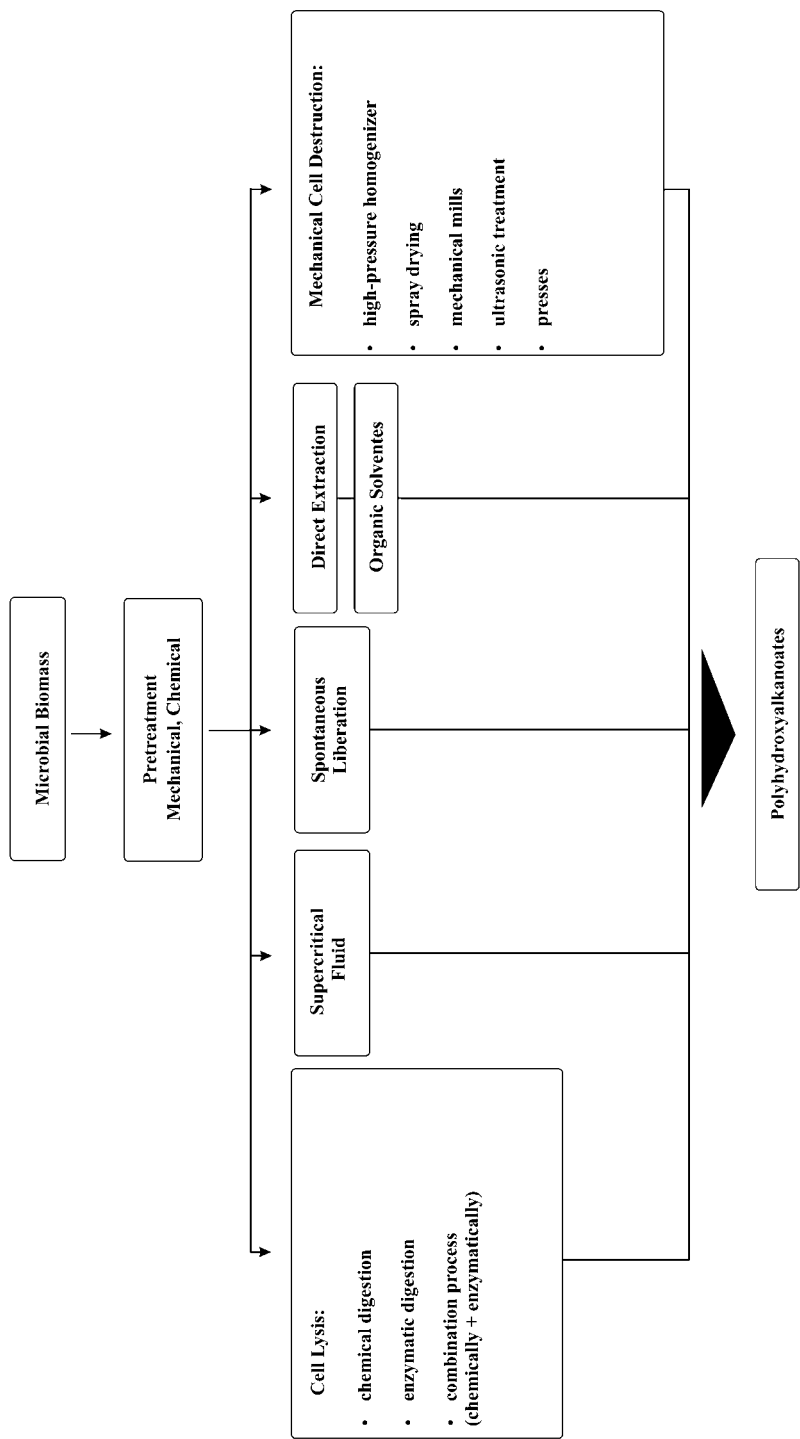 Microbial Biomass
Pretreatment
Mechanical, Chemical
Cell Lysis:
• chemical digestion
• enzymatic digestion
• combination process
(chemically + enzymatically)
Supercritical
Fluid
Spontaneous
Liberation
Direct Extraction
Organic Solventes
Mechanical Cell Destruction:
• high-pressure homogenizer
• spray drying
• mechanical mills
• ultrasonic treatment
• presses
Polyhydroxyalkanoates